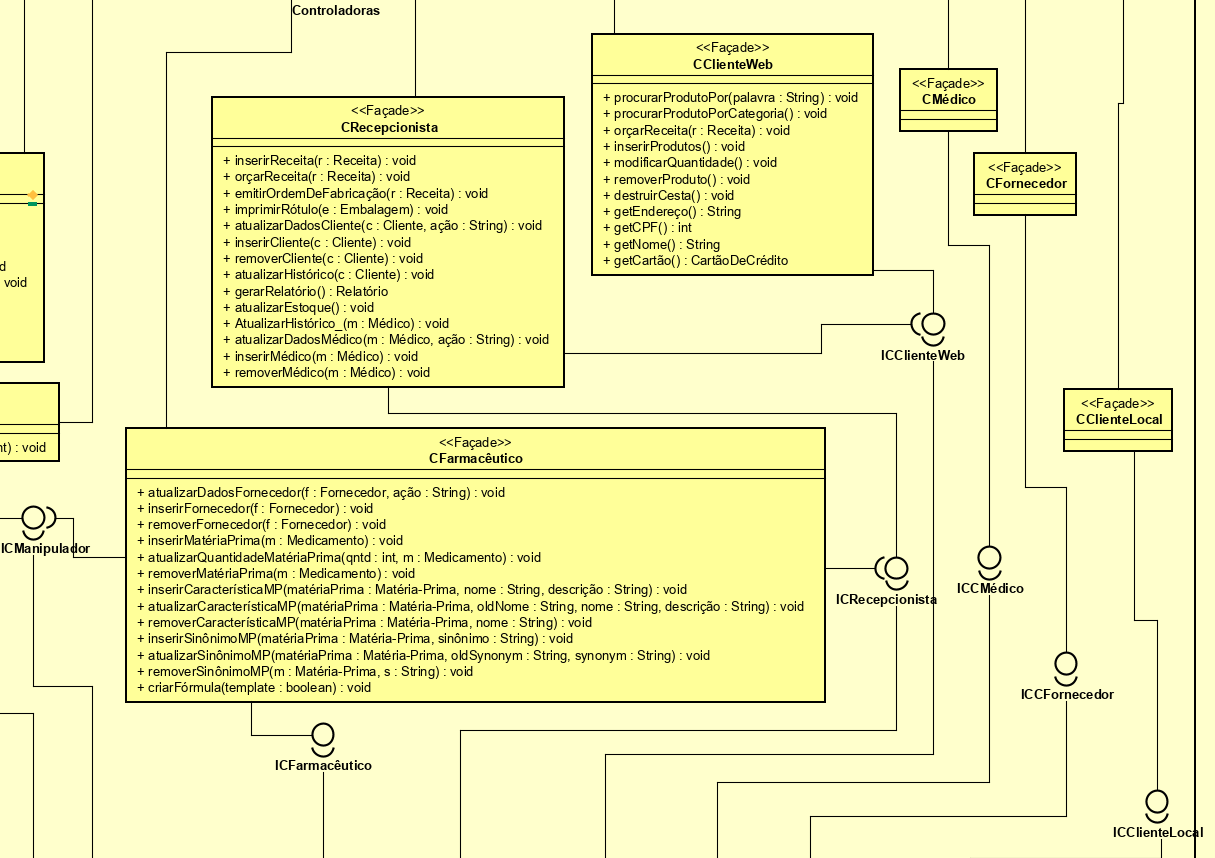 Controladoras
<<Façade>>
CRecepcionista
+ inserirReceita(r : Receita) : void
+ orçarReceita(r : Receita) : void
+ emitirOrdemDeFabricação(r : Receita) : void
+ imprimirRótulo(e : Embalagem) : void
+ atualizarDadosCliente(c : Cliente, ação : String) : void
+ inserirCliente(c : Cliente) : void
+ removerCliente(c : Cliente) : void
+ atualizarHistórico(c : Cliente) : void
+ gerarRelatório() : Relatório
+ atualizarEstoque() : void
+ AtualizarHistórico_(m : Médico) : void
+ atualizarDadosMédico(m : Médico, ação : String) : void
+ inserirMédico(m : Médico) : void
+ removerMédico(m : Médico) : void
<<Façade>>
CClienteWeb
+ procurarProdutoPor(palavra : String) : void
+ procurarProdutoPorCategoria() : void
+ orçarReceita(r : Receita) : void
+ inserirProdutos() : void
+ modificarQuantidade() : void
+ removerProduto() : void
+ destruirCesta() : void
+ getEndereço() : String
+ getCPF() : int
+ getNome() : String
+ getCartão() : CartãoDeCrédito
<<Façade>>
CMédico
<<Façade>>
CFornecedor
d
void
ICClienteWeb
<<Façade>>
CClienteLocal
nt) : void
<<Façade>>
CFarmacêutico
+ atualizarDadosFornecedor(f : Fornecedor, ação : String) : void
+ inserirFornecedor(f : Fornecedor) : void
+ removerFornecedor(f : Fornecedor) : void
+ inserirMatériaPrima(m : Medicamento) : void
+ atualizarQuantidadeMatériaPrima(qntd : int, m : Medicamento) : void
+ removerMatériaPrima(m : Medicamento) : void
+ inserirCaracterísticaMP(matériaPrima : Matéria-Prima, nome : String, descrição : String) : void
+ atualizarCaracterísticaMP(matériaPrima : Matéria-Prima, oldNome : String, nome : String, descrição : String) : void
+ removerCaracterísticaMP(matériaPrima : Matéria-Prima, nome : String) : void
+ inserirSinônimoMP(matériaPrima : Matéria-Prima, sinônimo : String) : void
+ atualizarSinônimoMP(matériaPrima : Matéria-Prima, oldSynonym : String, synonym : String) : void
+ removerSinônimoMP(m : Matéria-Prima, s : String) : void
+ criarFórmula(template : boolean) : void
ICManipulador
ICRecepcionista
ICCMédico
ICCFornecedor
ICFarmacêutico
ICClienteLocal